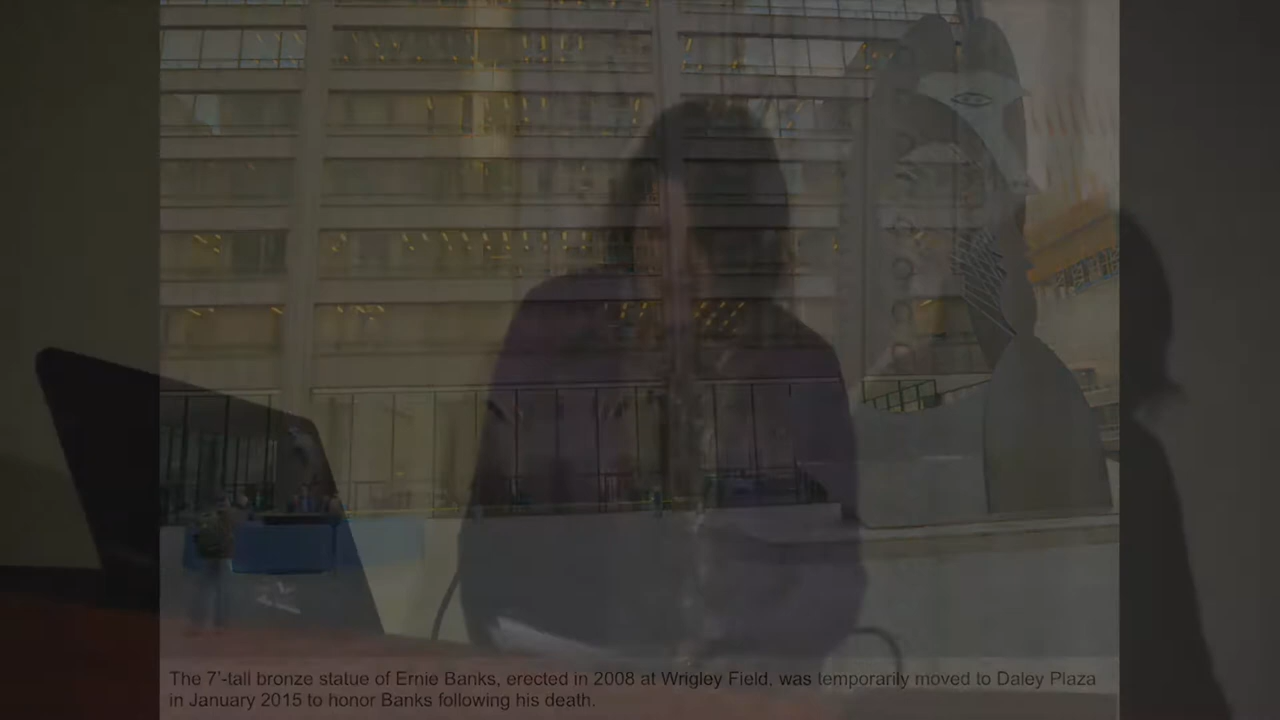 The 7'-tall bronze statue of Ernie Banks, erected in 2008 at Wrigley Field, was temporarily moved to Daley Plaza
in January 2015 to honor Banks following his death.